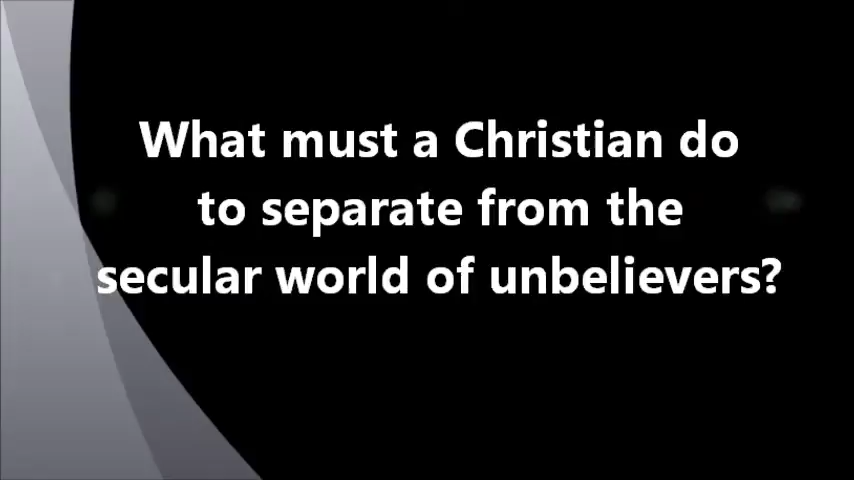 What must a Christian do
to separate from the
secular world of unbelievers?